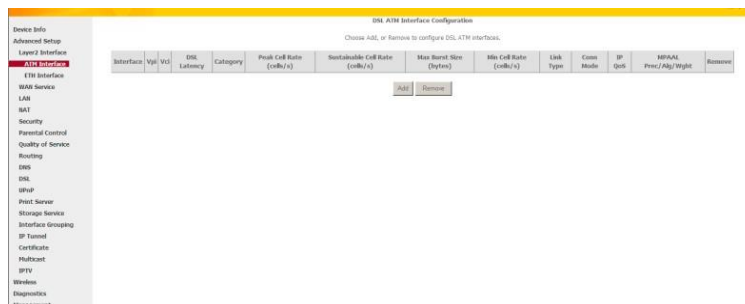 DSL ATM Interface Configuration
Choose Add, or Remove to configure DSL ATM interfaces.
Interface Vpi Vci DSL Latency Category Peak Cell Rate (cells/s) Sustainable Cell Rate (cells/s) Max Burst Size (bytes) Min Cell Rate (cells/s) Link Type Conn Mode IP QoS MPAAL Prec/Alg/Wght Remove
Add Remove
Device Info
Advanced Setup
Layer2 Interface
ATM Interface
ETH Interface
WAN Service
LAN
NAT
Security
Parental Control
Quality of Service
Routing
DNS
DSL
UPnP
Print Server
Storage Service
Interface Grouping
IP Tunnel
Certificate
Multicast
IPTV
Wireless
Diagnostics
Management